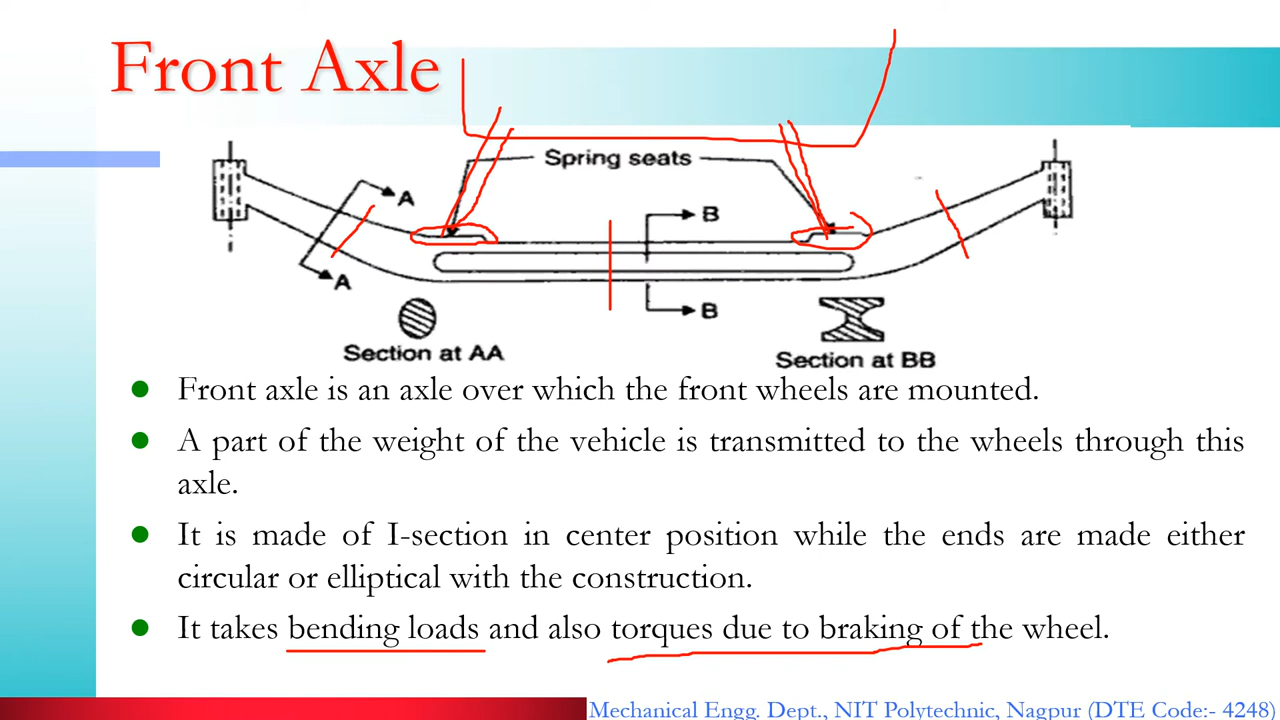 Front Axle
Spring seats
A
B
A
B
Section at AA
Section at BB
Front axle is an axle over which the front wheels are mounted.
A part of the weight of the vehicle is transmitted to the wheels through this
axle.
It is made of I-section in center position while the ends are made either
circular or elliptical with the construction.
It takes bending loads and also torques due to braking of the wheel.
Mechanical Engg. Dept., NIT Polytechnic, Nagpur (DTE Code:- 4248)